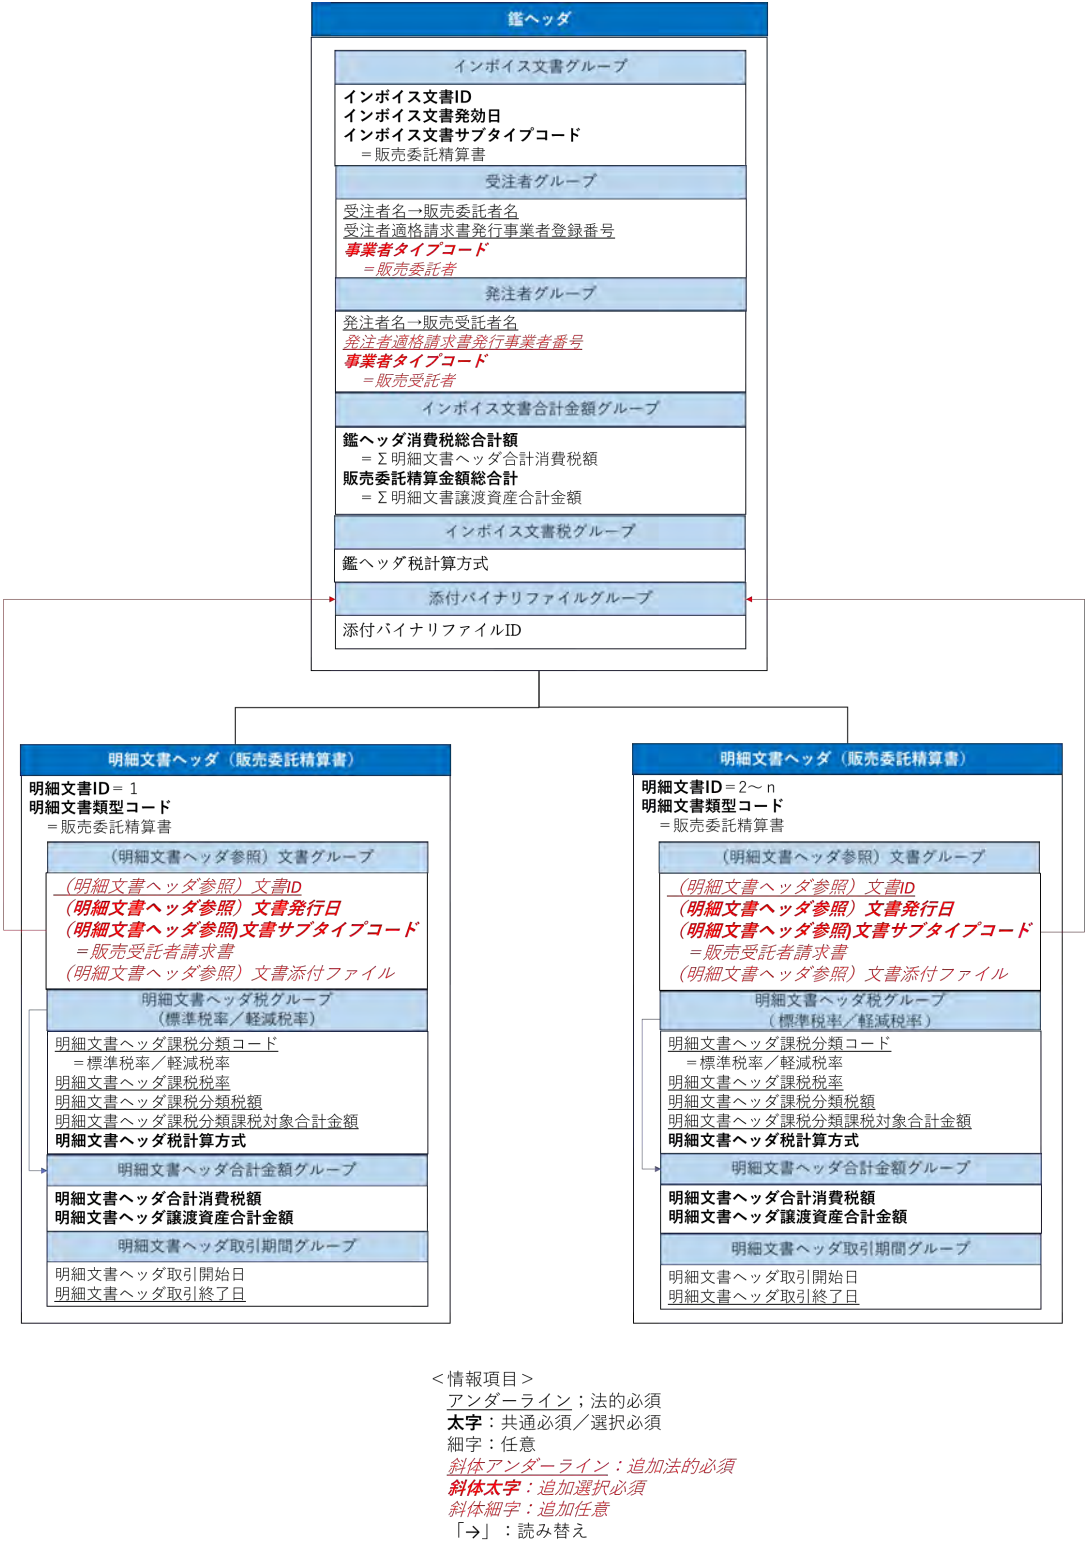 鑑ヘッダ
インボイス文書グループ
インボイス文書ID
インボイス文書発効日
インボイス文書サブタイプコード
＝販売委託精算書
受注者グループ
受注者名→販売委託者名
受注者適格請求書発行事業者登録番号
事業者タイプコード
＝販売委託者
発注者グループ
発注者名→販売受託者名
発注者適格請求書発行事業者番号
事業者タイプコード
＝販売受託者
インボイス文書合計金額グループ
鑑ヘッダ消費税総合計額
＝Σ明細文書ヘッダ合計消費税額
販売委託精算金額総合計
＝Σ明細文書譲渡資産合計金額
インボイス文書税グループ
鑑ヘッダ税計算方式
添付バイナリファイルグループ
添付バイナリファイルID
明細文書ヘッダ（販売委託精算書）
明細文書ID＝ 1
明細文書類型コード
＝販売委託精算書
（明細文書ヘッダ参照）文書グループ
（明細文書ヘッダ参照）文書ID
（明細文書ヘッダ参照）文書発行日
（明細文書ヘッダ参照)文書サブタイプコード
＝販売受託者請求書
（明細文書ヘッダ参照）文書添付ファイル
明細文書ヘッダ税グループ
（標準税率／軽減税率）
明細文書ヘッダ課税分類コード
＝標準税率／軽減税率
明細文書ヘッダ課税税率
明細文書ヘッダ課税分類税額
明細文書ヘッダ課税分類課税対象合計金額
明細文書ヘッダ税計算方式
明細文書ヘッダ合計金額グループ
明細文書ヘッダ合計消費税額
明細文書ヘッダ譲渡資産合計金額
明細文書ヘッダ取引期間グループ
明細文書ヘッダ取引開始日
明細文書ヘッダ取引終了日
明細文書ヘッダ（販売委託精算書）
明細文書ID＝2～ n
明細文書類型コード
＝販売委託精算書
（明細文書ヘッダ参照）文書グループ
（明細文書ヘッダ参照）文書ID
（明細文書ヘッダ参照）文書発行日
（明細文書ヘッダ参照)文書サブタイプコード
＝販売受託者請求書
（明細文書ヘッダ参照）文書添付ファイル
明細文書ヘッダ税グループ
（標準税率／軽減税率）
明細文書ヘッダ課税分類コード
＝標準税率／軽減税率
明細文書ヘッダ課税税率
明細文書ヘッダ課税分類税額
明細文書ヘッダ課税分類課税対象合計金額
明細文書ヘッダ税計算方式
明細文書ヘッダ合計金額グループ
明細文書ヘッダ合計消費税額
明細文書ヘッダ譲渡資産合計金額
明細文書ヘッダ取引期間グループ
明細文書ヘッダ取引開始日
明細文書ヘッダ取引終了日
＜情報項目＞
アンダーライン；法的必須
太字：共通必須／選択必須
細字：任意
斜体アンダーライン：追加法的必須
斜体太字：追加選択必須
斜体細字：追加任意
「→」：読み替え